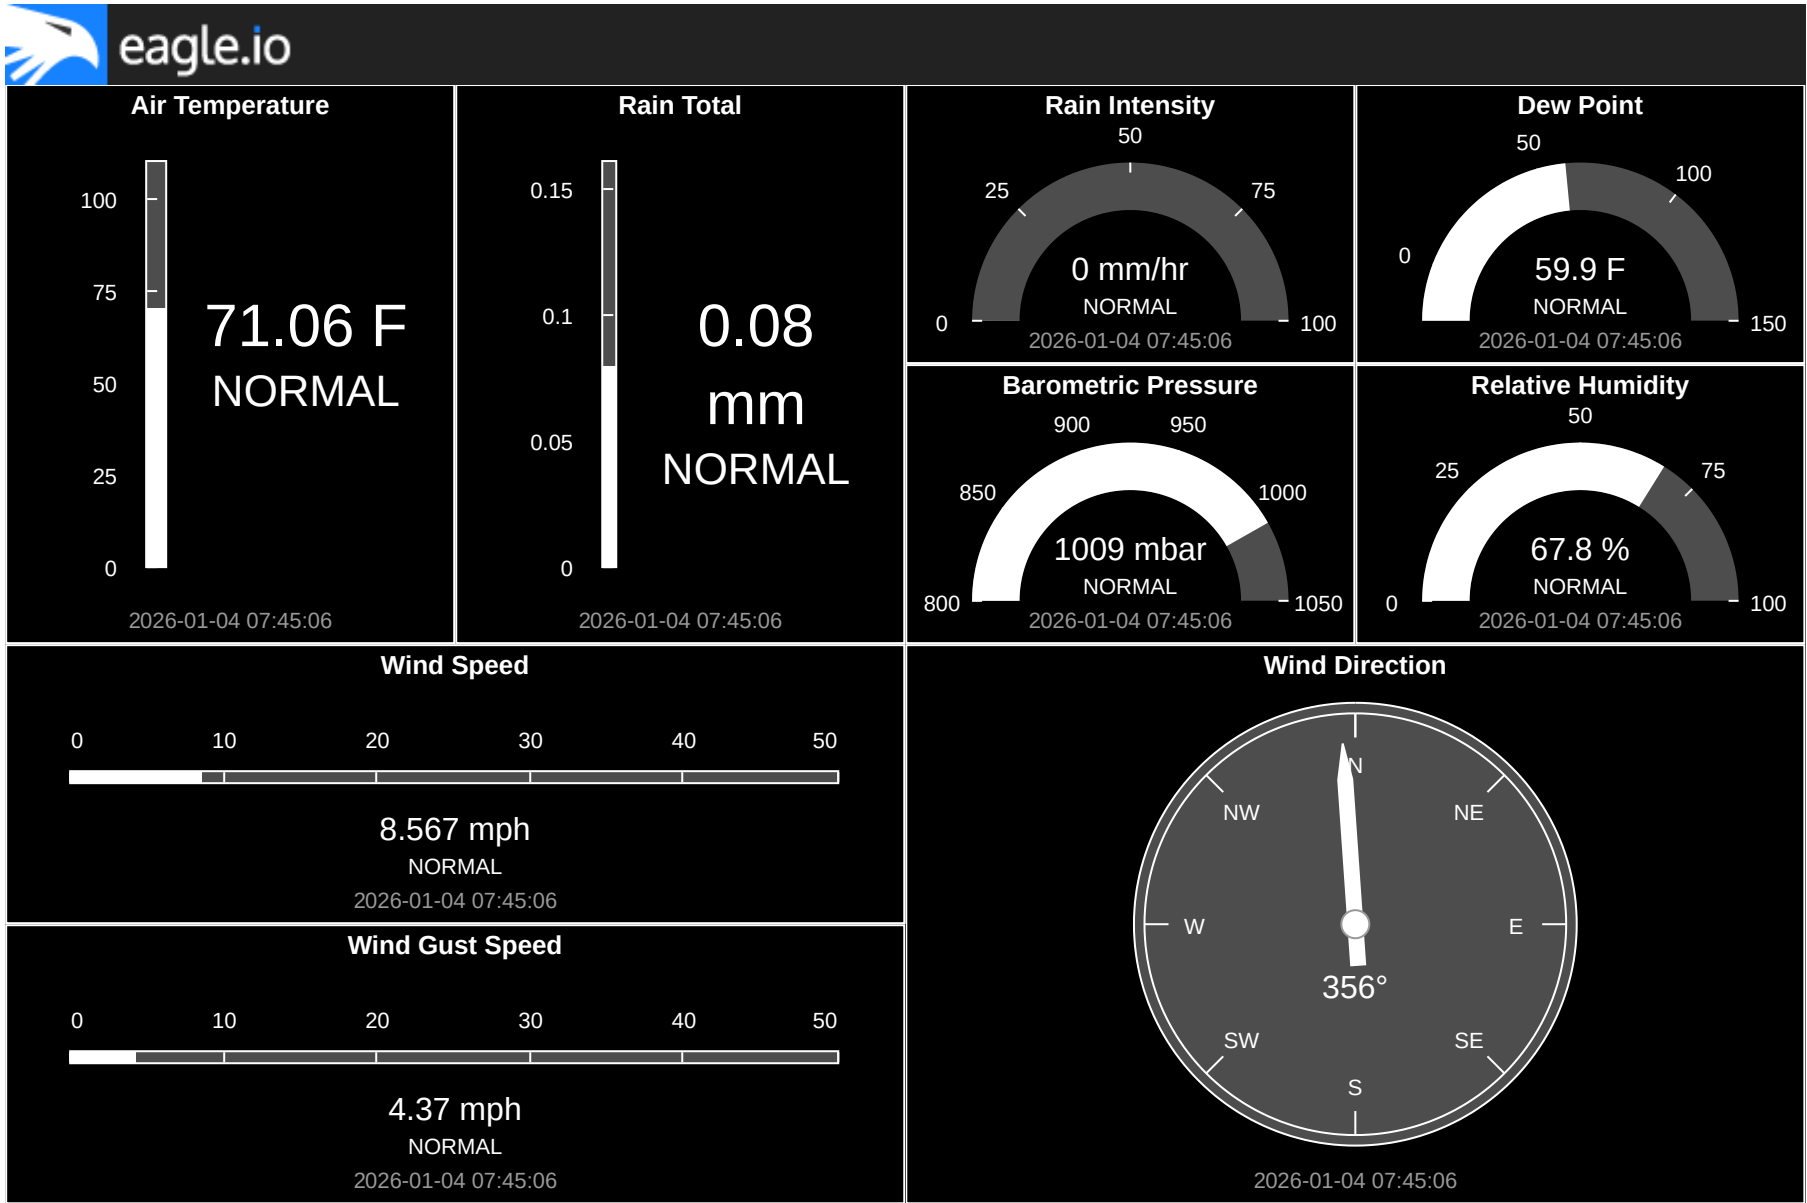 eagle.io
Air Temperature
100
75
50
25
0
71.06 F
NORMAL
2026-01-04 07:45:06
Rain Total
0.15
0.1
0.05
0
0.08
mm
NORMAL
2026-01-04 07:45:06
Rain Intensity
0
25
50
75
100
0 mm/hr
NORMAL
2026-01-04 07:45:06
Dew Point
0
50
100
150
59.9 F
NORMAL
2026-01-04 07:45:06
Barometric Pressure
800
850
900
950
1000
1050
1009 mbar
NORMAL
2026-01-04 07:45:06
Relative Humidity
0
25
50
75
100
67.8 %
NORMAL
2026-01-04 07:45:06
Wind Speed
0 10 20 30 40 50
8.567 mph
NORMAL
2026-01-04 07:45:06
Wind Gust Speed
0 10 20 30 40 50
4.37 mph
NORMAL
2026-01-04 07:45:06
Wind Direction
N
NW NE
W E
356°
SW SE
S
2026-01-04 07:45:06